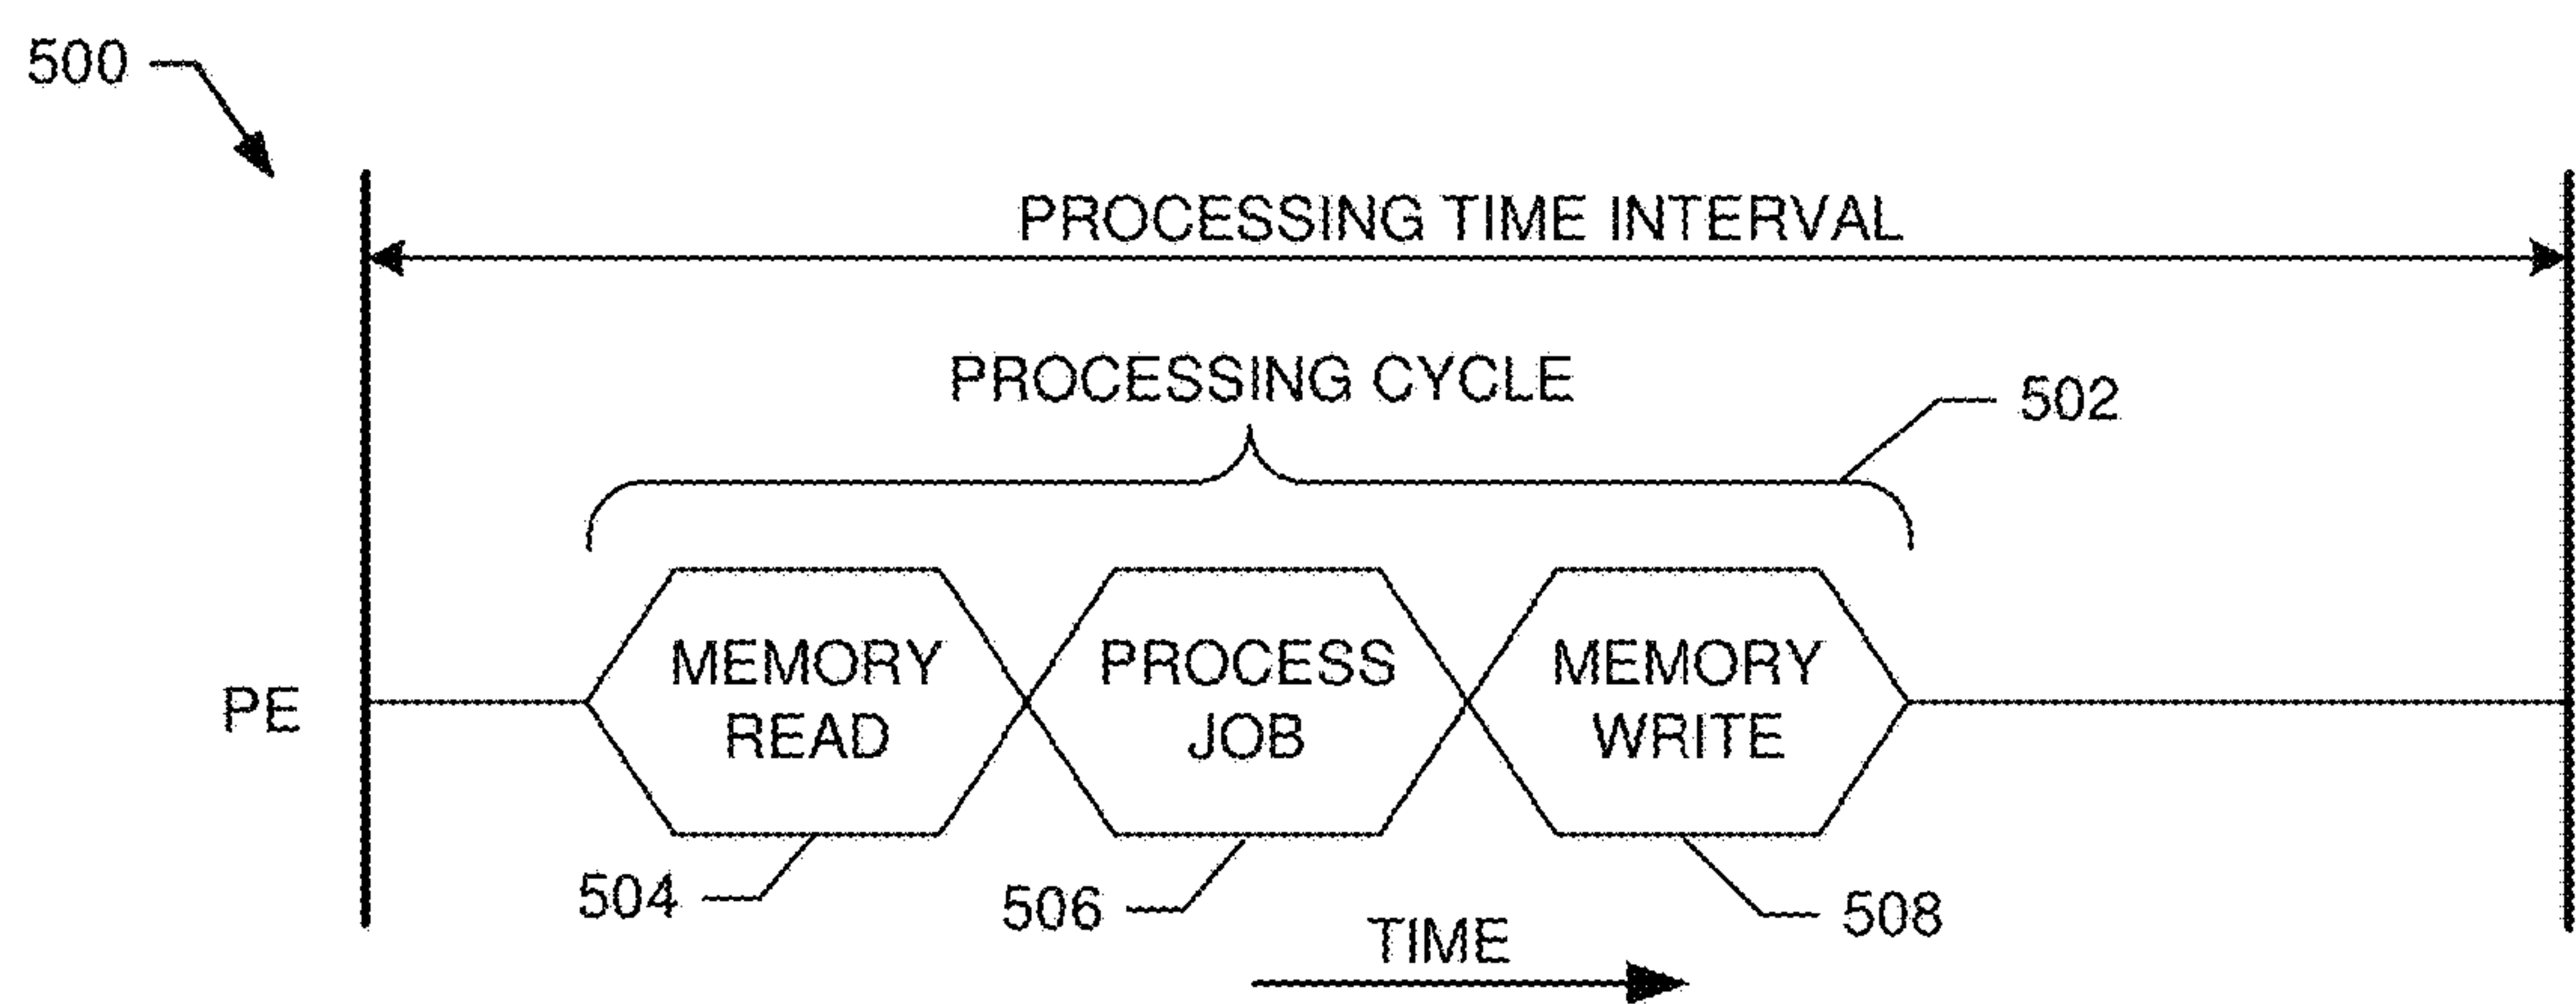 500
PROCESSING TIME INTERVAL
PROCESSING CYCLE
502
PE
MEMORY
READ
PROCESS
JOB
MEMORY
WRITE
504
506
508
TIME